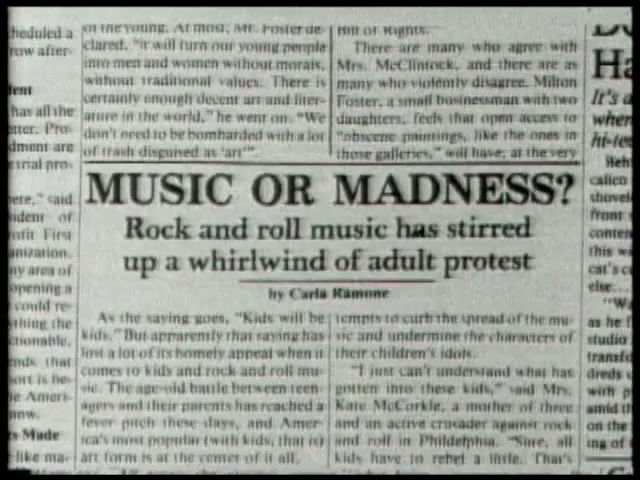 of the young. At most, Mr. Foster de-
clared, "it will turn our young people
into men and women without morals,
without traditional values. There is
certainly enough decent art and liter-
ature in the world," he went on. "We
don't need to be bombarded with a lot
of trash disguised as 'art'".
Bill of Rights.
There are many who agree with
Mrs. McClintock, and there are as
many who violently disagree. Milton
Foster, a small businessman with two
daughters, feels that open access to
"obscene paintings, like the ones in
those galleries," will have, at the very
MUSIC OR MADNESS?
Rock and roll music has stirred
up a whirlwind of adult protest
by Carla Ramone
As the saying goes, "Kids will be
kids." But apparently that saying has
lost a lot of its homely appeal when it
comes to kids and rock and roll mu-
sic. The age-old battle between teen-
agers and their parents has reached a
fever pitch these days, and Amer-
ica's most popular (with kids, that is)
art form is at the center of it all.
tempts to curb the spread of the mu-
sic and undermine the characters of
their children's idols.
"I just can't understand what has
gotten into these kids," said Mrs.
Kate McCorkle, a mother of three
and an active crusader against rock
and roll in Phildelphia. "Sure, all
kids have to rebel a little. That's